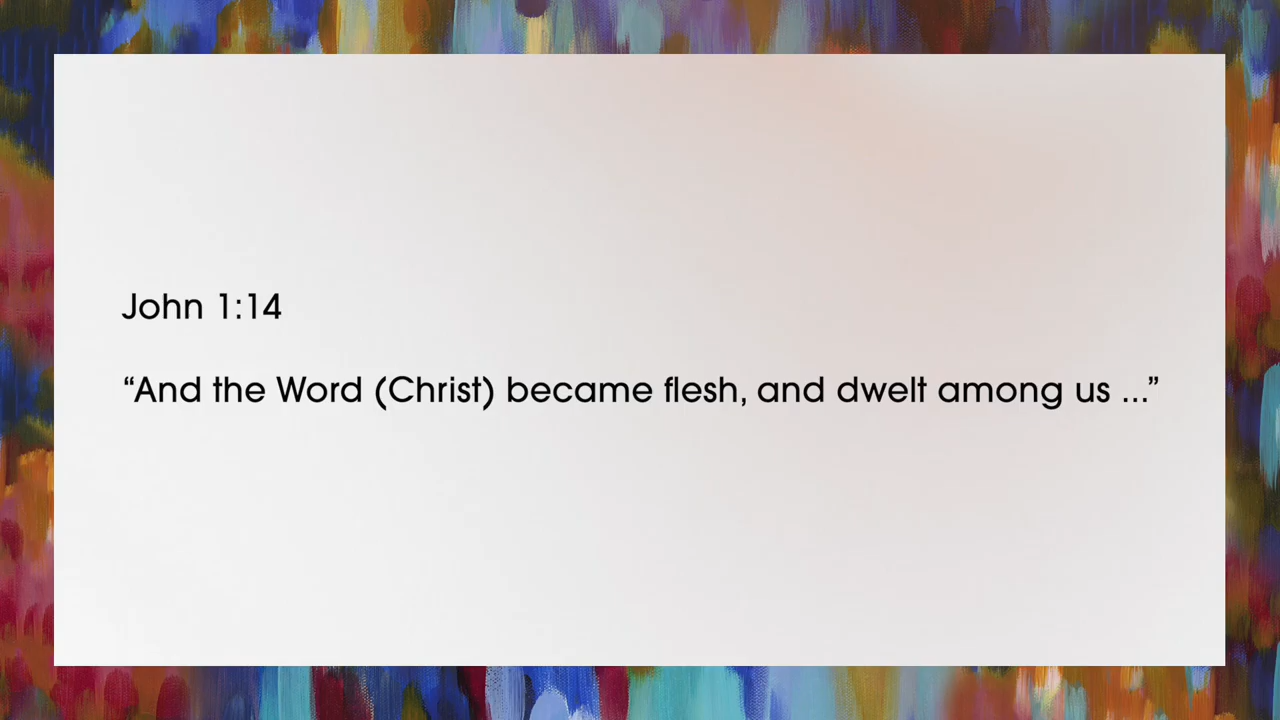 John 1:14
“And the Word (Christ) became flesh, and dwelt among us ...”